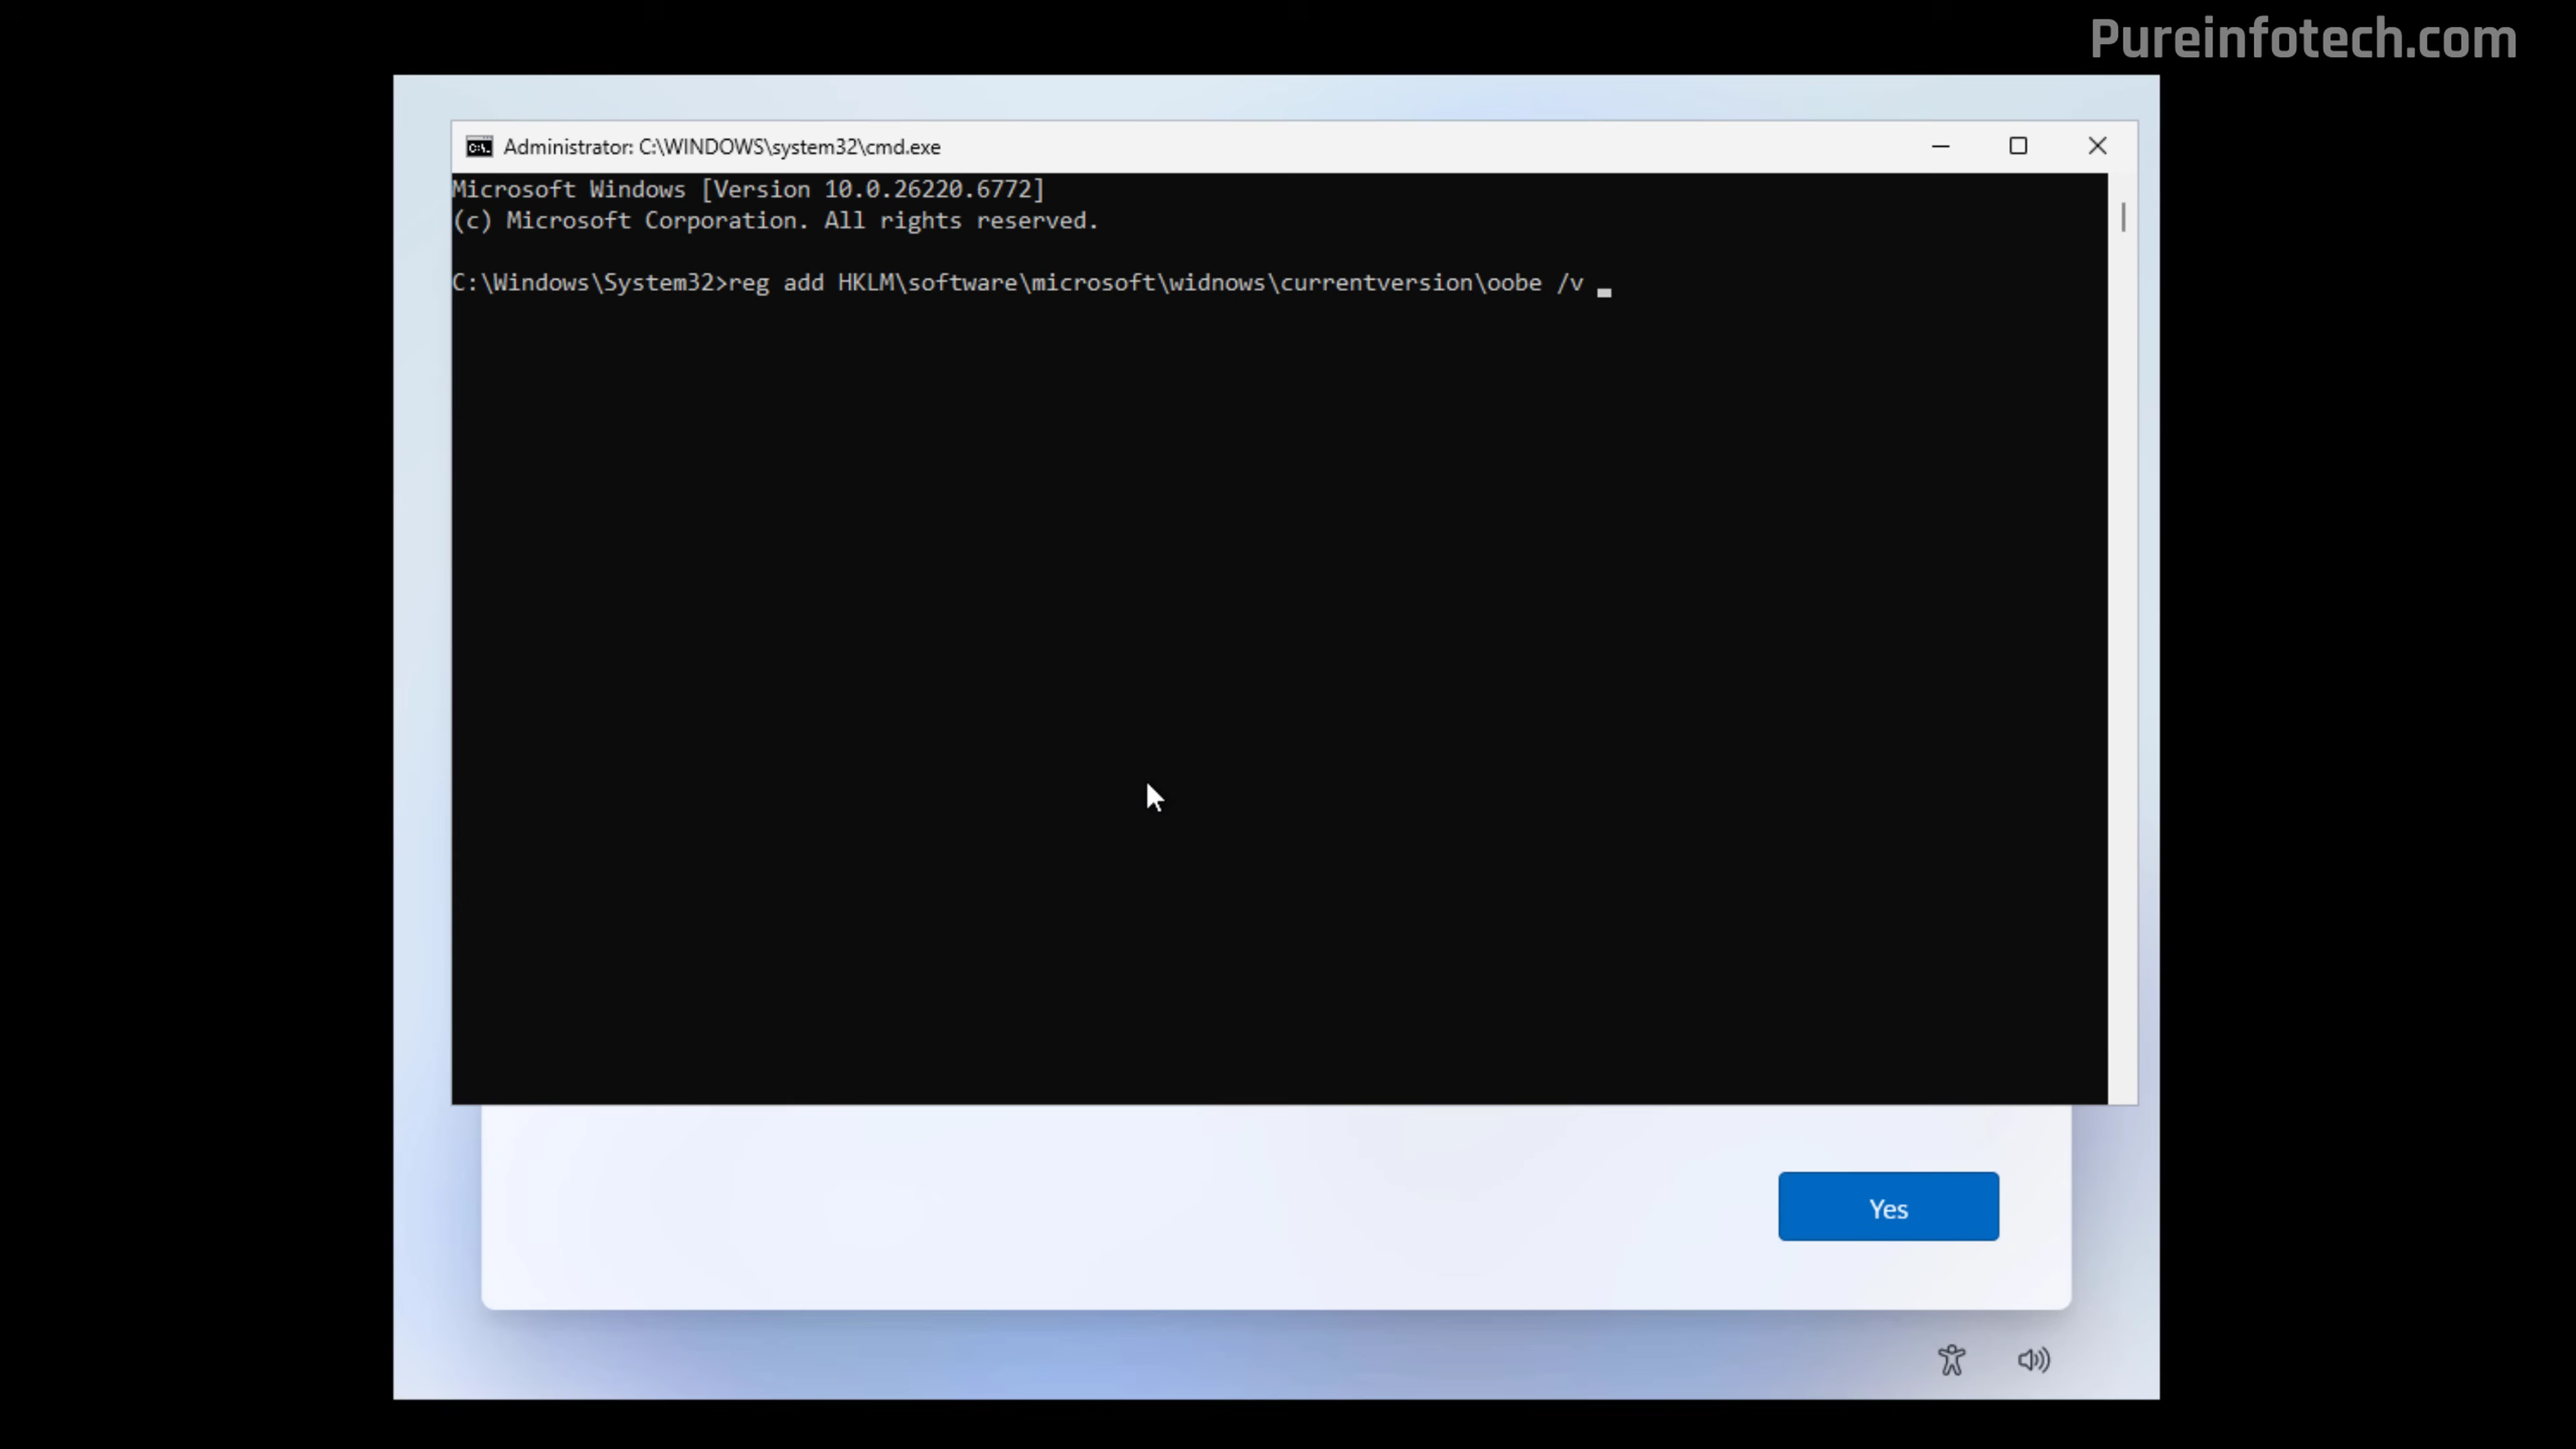 Pureinfotech.com
Administrator: C:\WINDOWS\system32\cmd.exe
Microsoft Windows [Version 10.0.26220.6772]
(c) Microsoft Corporation. All rights reserved.
C:\Windows\System32>reg add HKLM\software\microsoft\widnows\currentversion\oobe /v
Yes